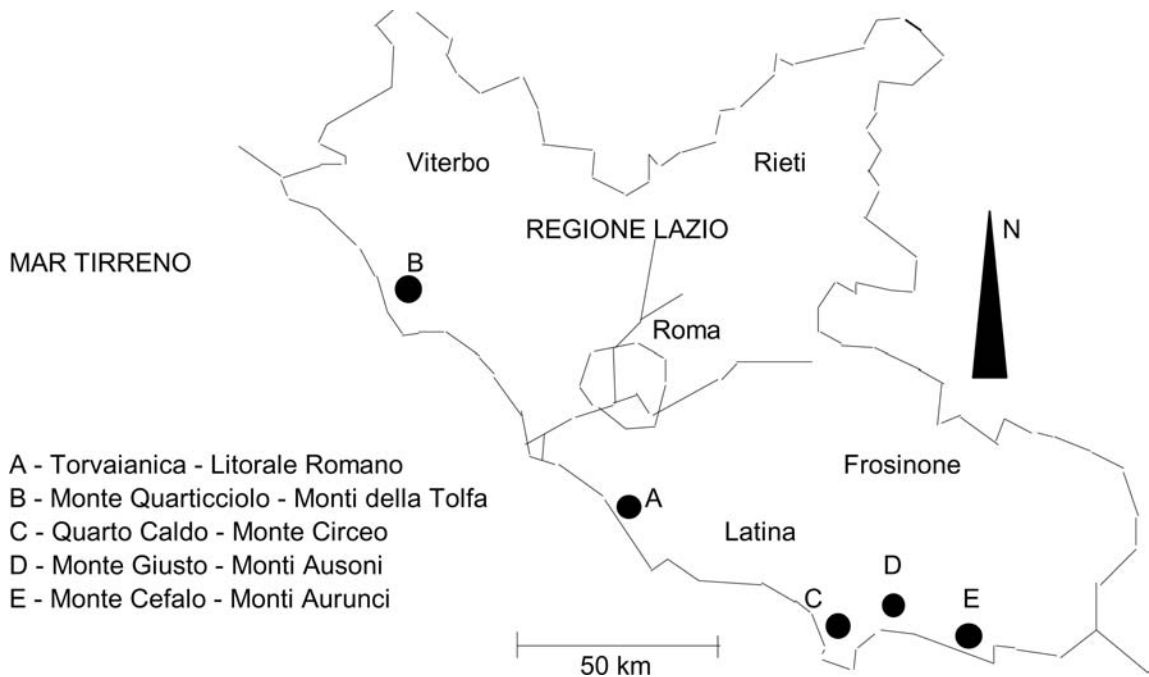 Viterbo
Rieti
REGIONE LAZIO
N
MAR TIRRENO
B
Roma
A - Torvaianica - Litorale Romano
B - Monte Quarticciolo - Monti della Tolfa
C - Quarto Caldo - Monte Circeo
D - Monte Giusto - Monti Ausoni
E - Monte Cefalo - Monti Aurunci
Frosinone
A
Latina
D
C
E
50 km